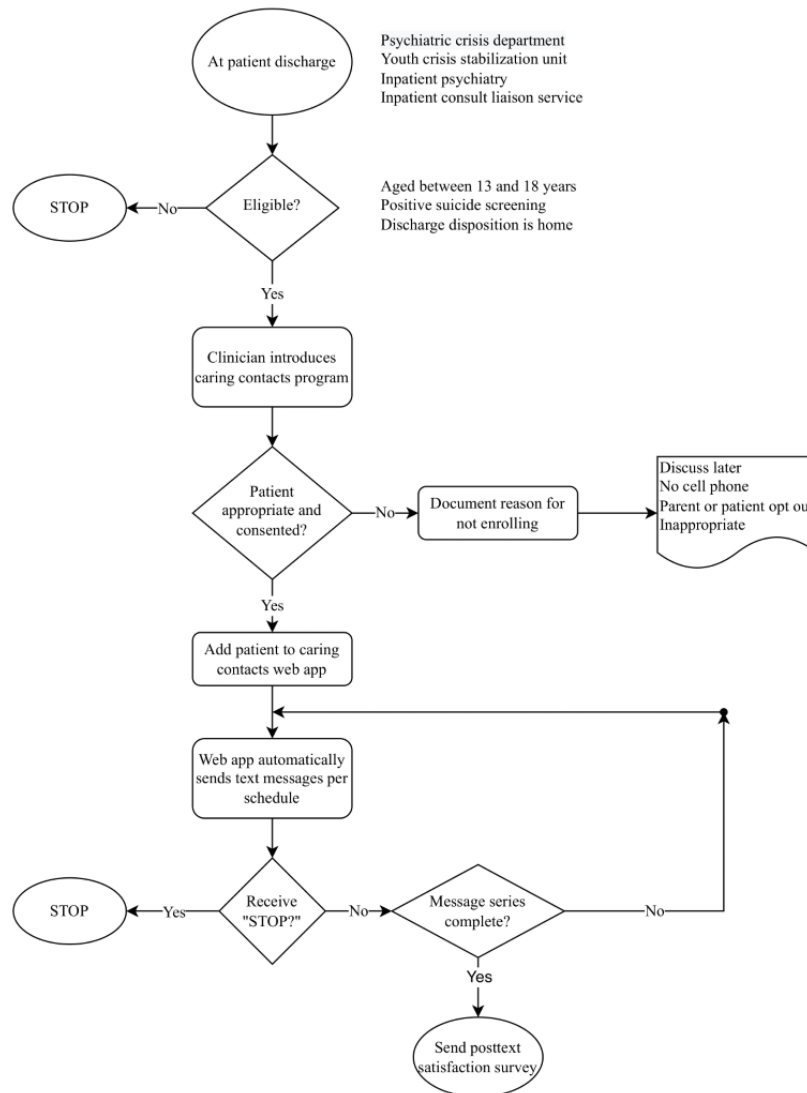 At patient discharge
Psychiatric crisis department
Youth crisis stabilization unit
Inpatient psychiatry
Inpatient consult liaison service
STOP
No
Eligible?
Aged between 13 and 18 years
Positive suicide screening
Discharge disposition is home
Yes
Clinician introduces
caring contacts program
Patient
appropriate and
consented?
No
Document reason for
not enrolling
Discuss later
No cell phone
Parent or patient opt ou
Inappropriate
Yes
Add patient to caring
contacts web app
Web app automatically
sends text messages per
schedule
STOP
Yes
Receive
"STOP?"
No
Message series
complete?
No
Yes
Send posttext
satisfaction survey